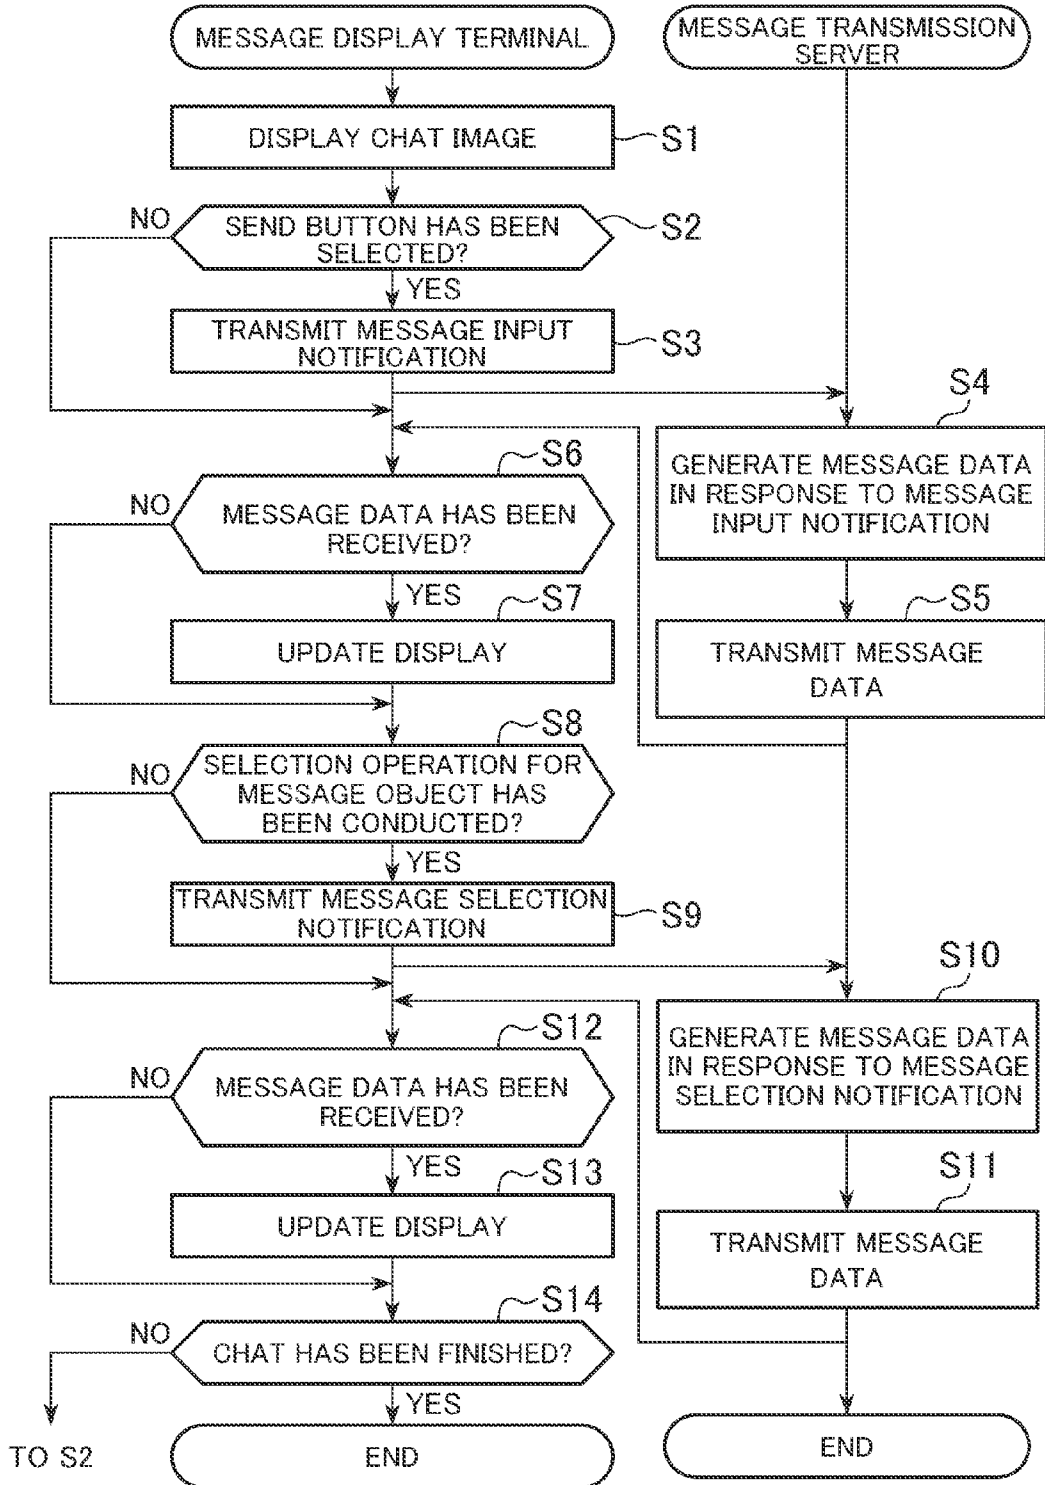 MESSAGE DISPLAY TERMINAL
MESSAGE TRANSMISSION
SERVER
DISPLAY CHAT IMAGE
S1
NO
SEND BUTTON HAS BEEN
SELECTED?
S2
YES
TRANSMIT MESSAGE INPUT
NOTIFICATION
S3
S4
GENERATE MESSAGE DATA
IN RESPONSE TO MESSAGE
INPUT NOTIFICATION
S6
NO
MESSAGE DATA HAS BEEN
RECEIVED?
YES
S7
UPDATE DISPLAY
S5
TRANSMIT MESSAGE
DATA
S8
NO
SELECTION OPERATION FOR
MESSAGE OBJECT HAS
BEEN CONDUCTED?
YES
TRANSMIT MESSAGE SELECTION
NOTIFICATION
S9
S10
GENERATE MESSAGE DATA
IN RESPONSE TO MESSAGE
SELECTION NOTIFICATION
S12
NO
MESSAGE DATA HAS BEEN
RECEIVED?
YES
S13
UPDATE DISPLAY
S11
TRANSMIT MESSAGE
DATA
S14
NO
CHAT HAS BEEN FINISHED?
YES
TO S2
END
END